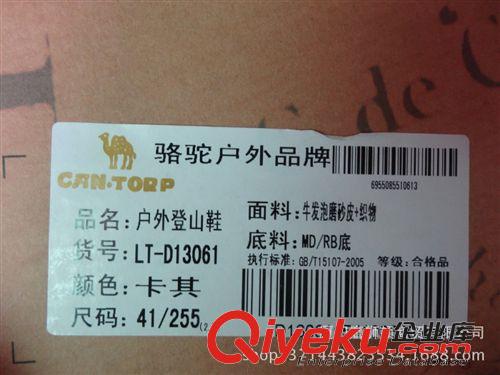 骆驼户外品牌
CAN·TORP
6955085510613
品名:户外登山鞋
面料:牛发泡磨砂皮+织物
货号:LT-D13061
底料:MD/RB底
执行标准:GB/T15107-2005 等级:合格品
颜色:卡其
尺码:41/255
Qiyeku.com
企业库